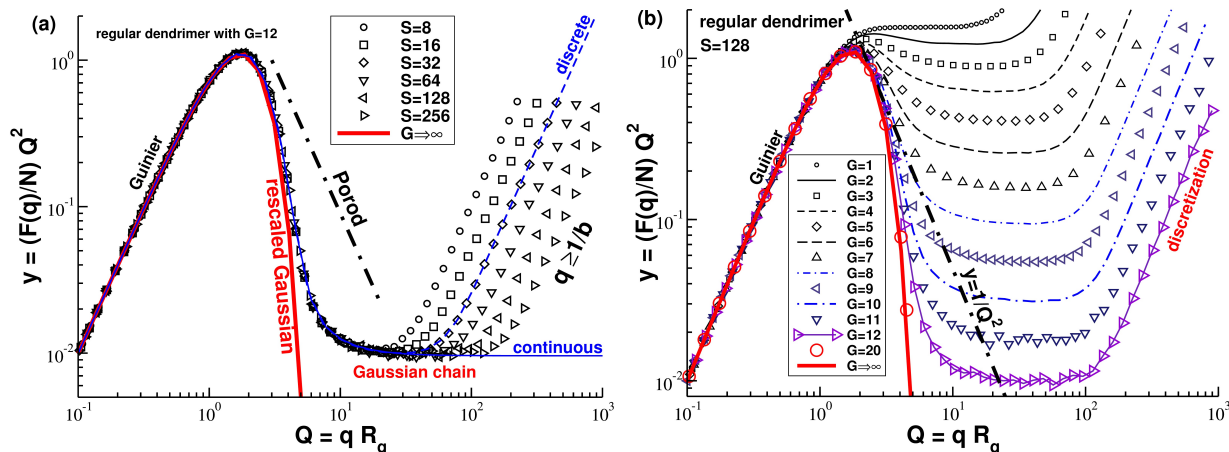 (a)
regular dendrimer with G=12
S=8
S=16
S=32
S=64
S=128
S=256
G⇒∞
Guinier
rescaled Gaussian
Porod
discrete
q ≥1/b
continuous
Gaussian chain
y = (F(q)/N) Q²
10⁰
10⁻¹
10⁻²
10⁻¹ 10⁰ 10¹ 10² 10³
Q = q R_g
(b)
regular dendrimer
S=128
Guinier
G=1
G=2
G=3
G=4
G=5
G=6
G=7
G=8
G=9
G=10
G=11
G=12
G=20
G⇒∞
y=1/Q²
discretization
y = (F(q)/N) Q²
10⁰
10⁻¹
10⁻²
10⁻¹ 10⁰ 10¹ 10² 10³
Q = q R_g